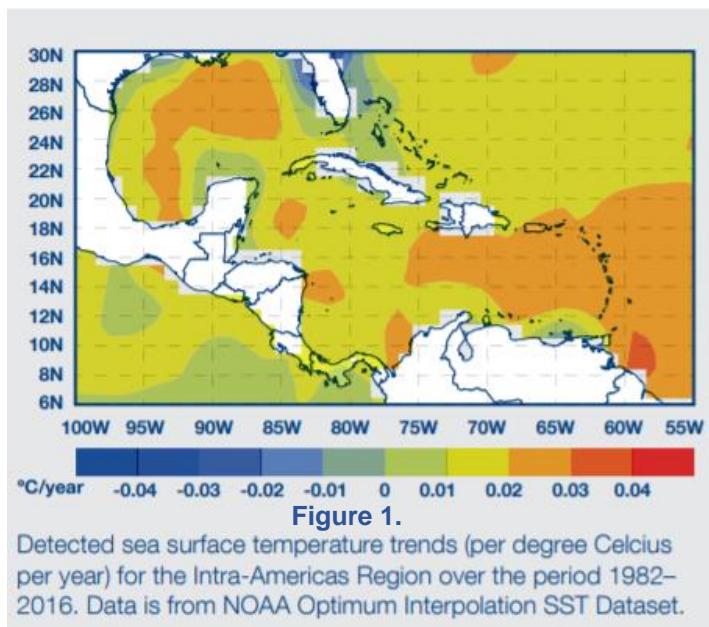 30N
28N
26N
24N
22N
20N
18N
16N
14N
12N
10N
8N
6N
100W 95W 90W 85W 80W 75W 70W 65W 60W 55W
°C/year -0.04 -0.03 -0.02 -0.01 0 0.01 0.02 0.03 0.04
Figure 1.
Detected sea surface temperature trends (per degree Celcius
per year) for the Intra-Americas Region over the period 1982–
2016. Data is from NOAA Optimum Interpolation SST Dataset.